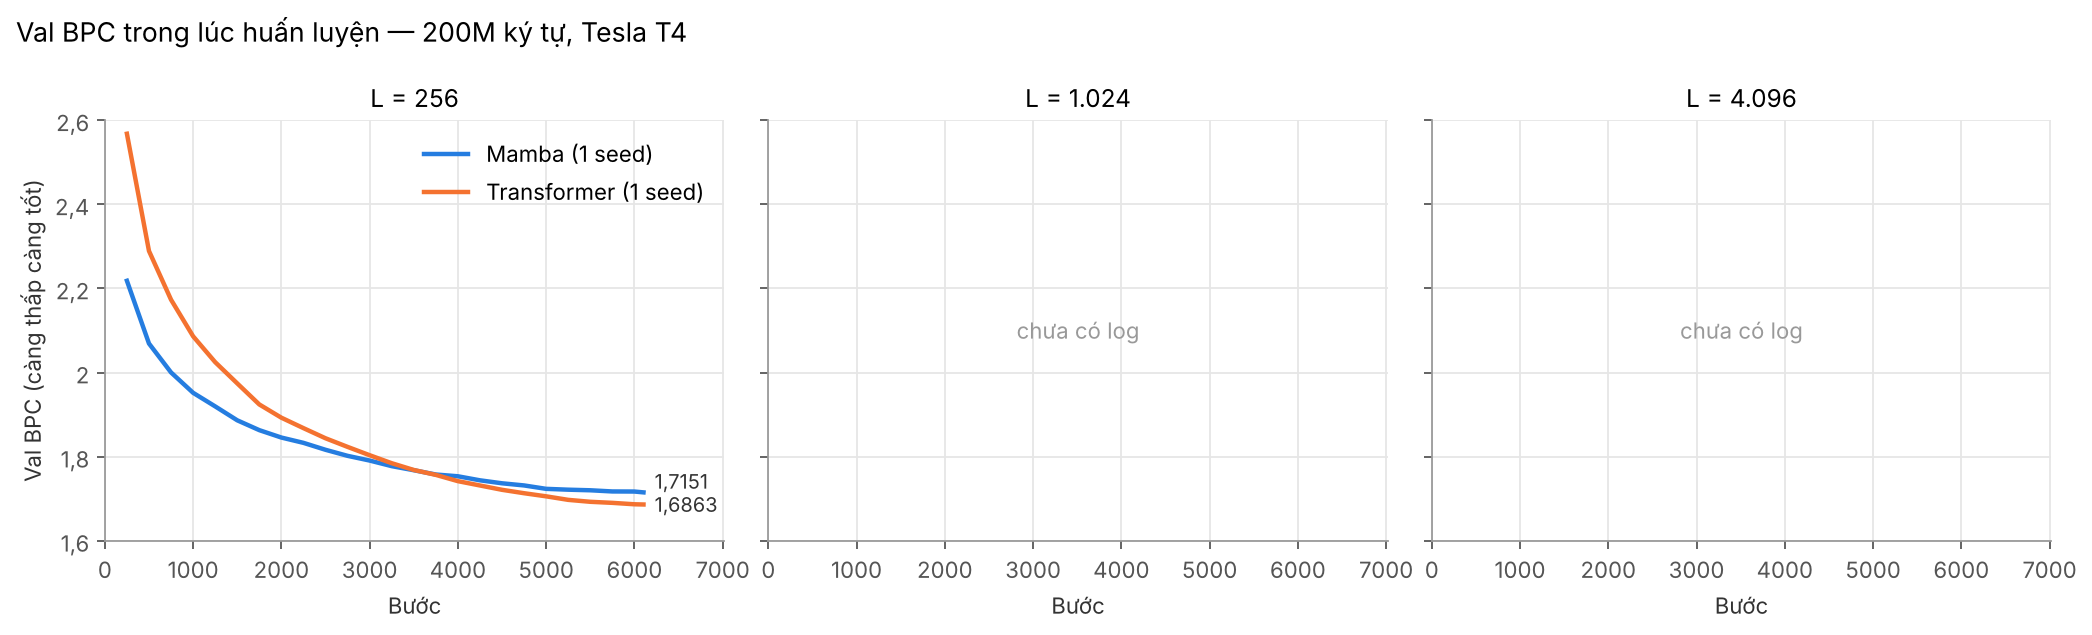 Val BPC trong lúc huấn luyện — 200M ký tự, Tesla T4
L = 256
L = 1.024
L = 4.096
Val BPC (càng thấp càng tốt)
2,6
2,4
2,2
2
1,8
1,6
Mamba (1 seed)
Transformer (1 seed)
1,7151
1,6863
chưa có log
chưa có log
0 1000 2000 3000 4000 5000 6000 7000
0 1000 2000 3000 4000 5000 6000 7000
0 1000 2000 3000 4000 5000 6000 7000
Bước
Bước
Bước